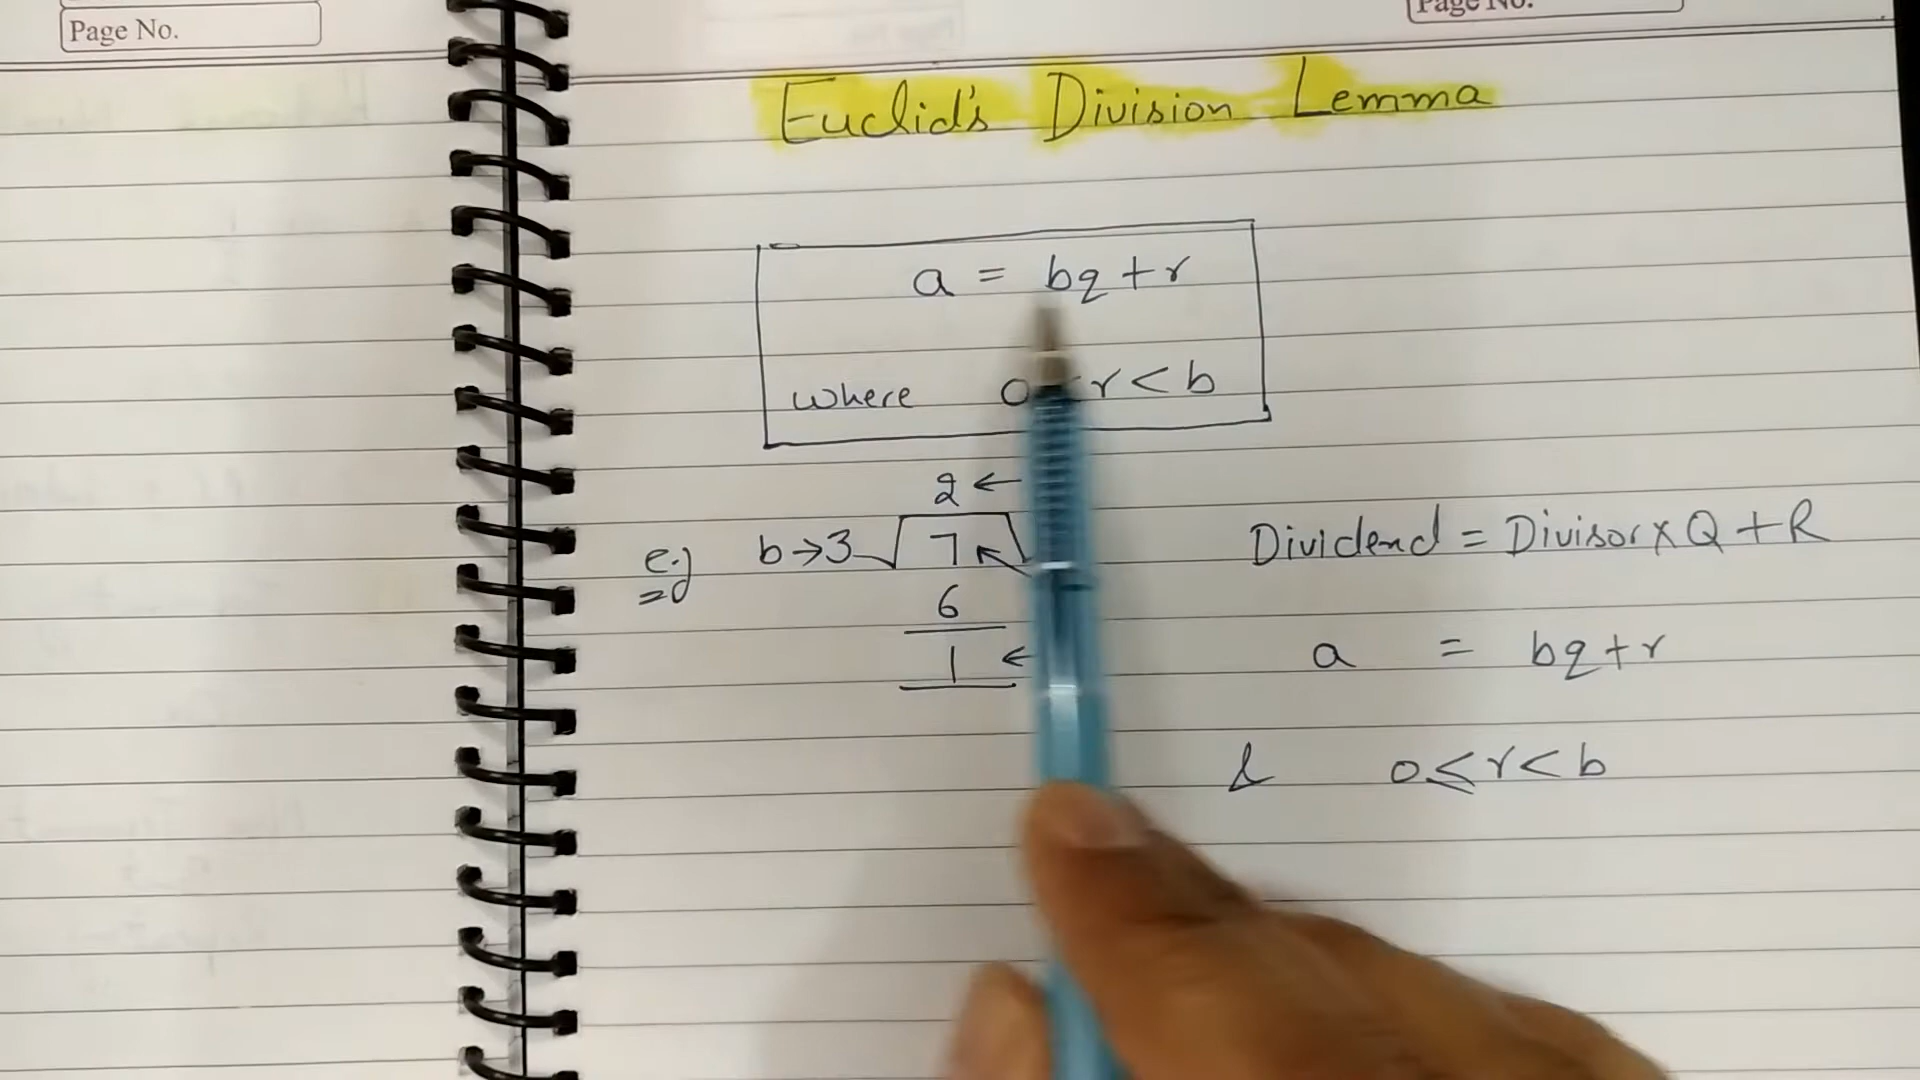 Page No.
Page No.
Euclid's Division Lemma
a = bq + r
where 0 r < b
2 ←
e.g b → 3 7
6
1 ←
Dividend = Divisor × Q + R
a = bq + r
& 0 ≤ r < b